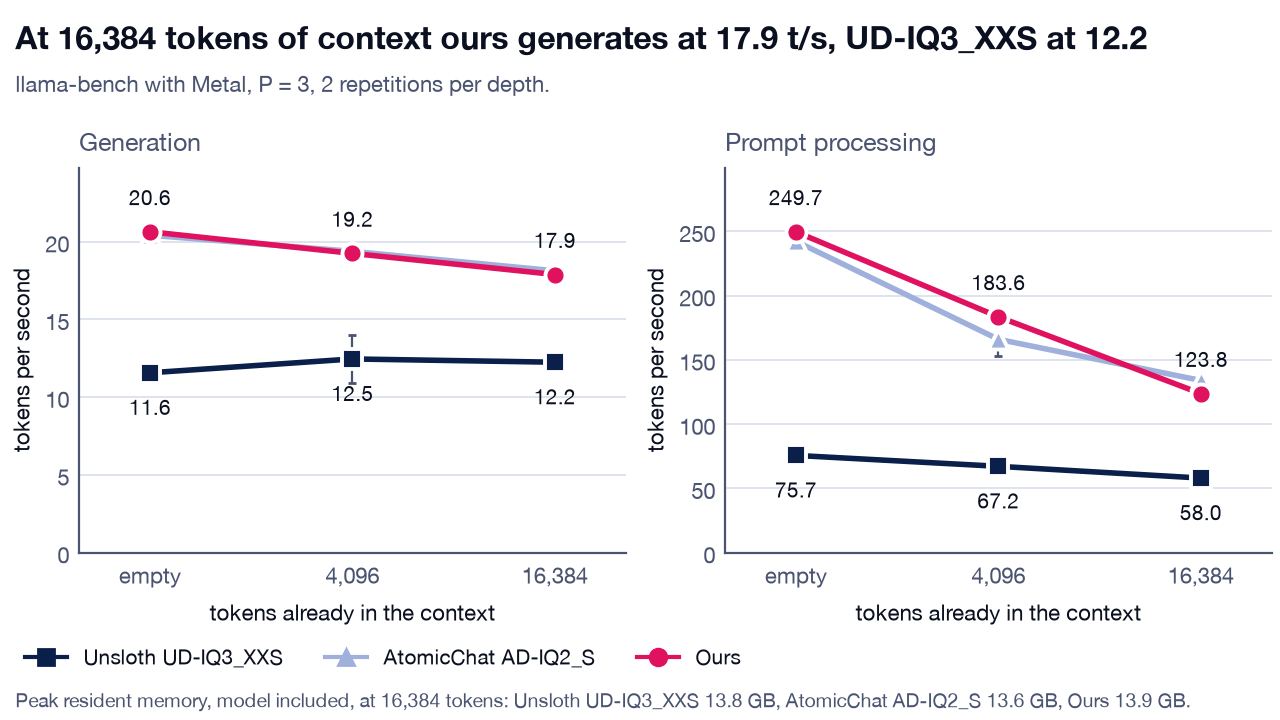 At 16,384 tokens of context ours generates at 17.9 t/s, UD-IQ3_XXS at 12.2
llama-bench with Metal, P = 3, 2 repetitions per depth.
Generation
20.6
19.2
17.9
11.6
12.5
12.2
20
15
10
5
0
tokens per second
empty
4,096
16,384
tokens already in the context
Prompt processing
249.7
183.6
123.8
75.7
67.2
58.0
250
200
150
100
50
0
tokens per second
empty
4,096
16,384
tokens already in the context
Unsloth UD-IQ3_XXS
AtomicChat AD-IQ2_S
Ours
Peak resident memory, model included, at 16,384 tokens: Unsloth UD-IQ3_XXS 13.8 GB, AtomicChat AD-IQ2_S 13.6 GB, Ours 13.9 GB.